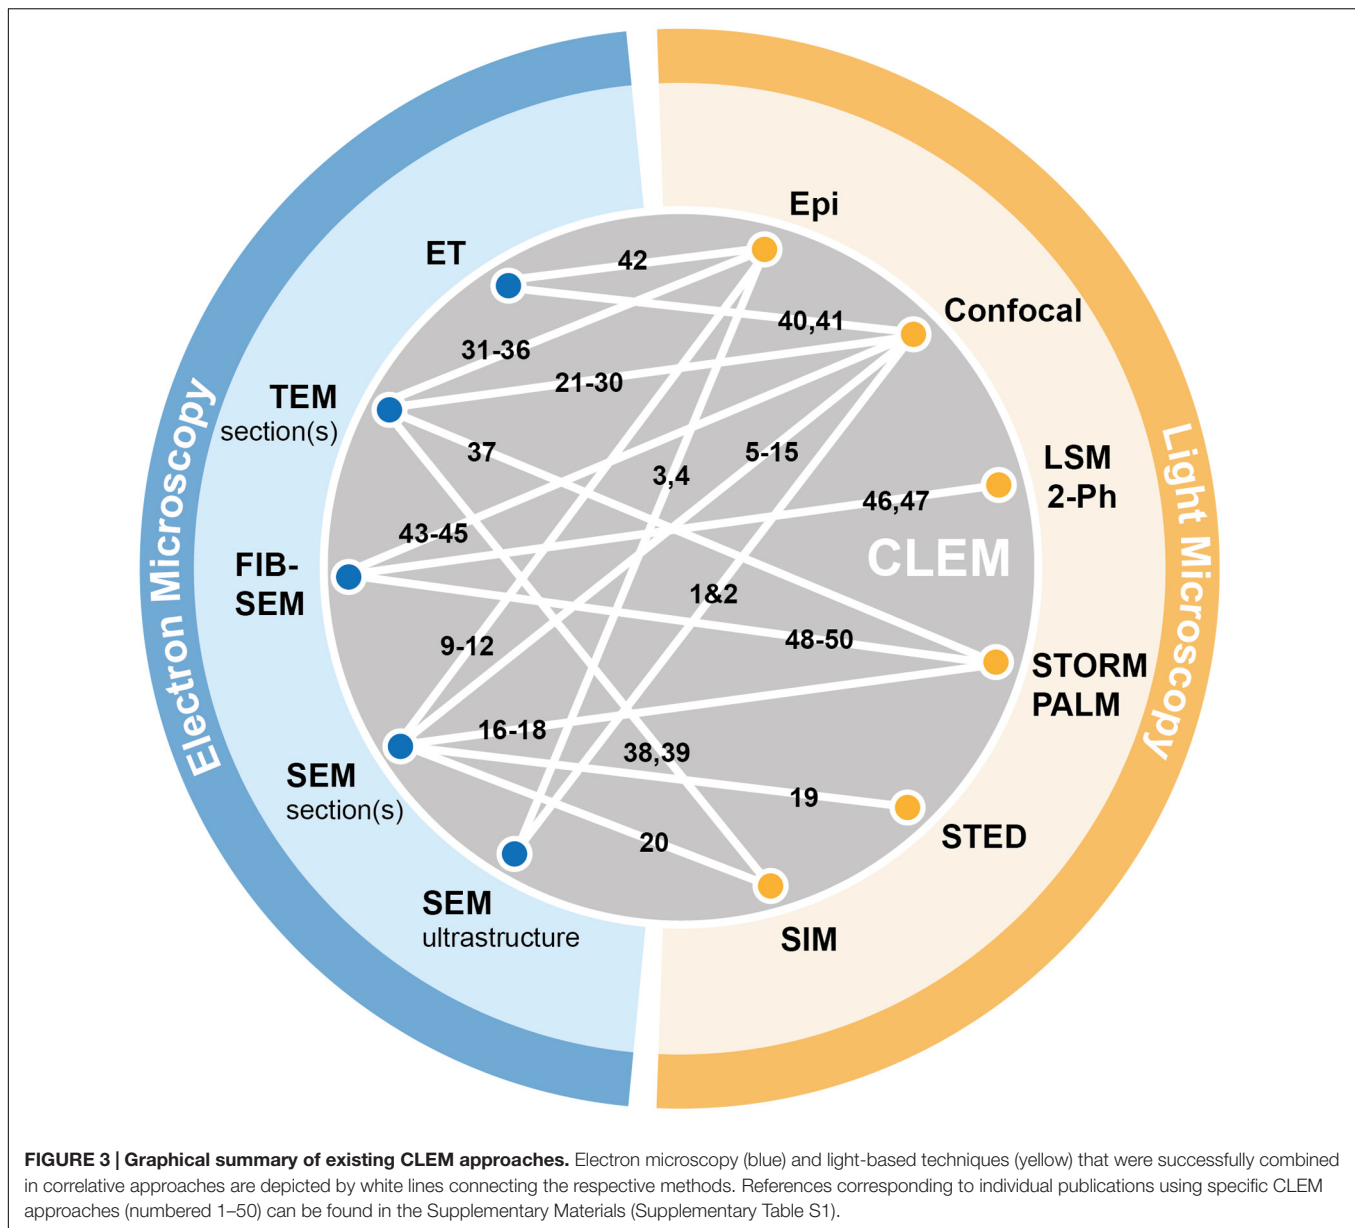 Electron Microscopy
Light Microscopy
Epi
ET
42
Confocal
40,41
31-36
21-30
TEM
section(s)
37
5-15
3,4
LSM
2-Ph
46,47
43-45
CLEM
FIB-
SEM
1&2
48-50
9-12
STORM
PALM
16-18
38,39
SEM
section(s)
19
STED
20
SEM
ultrastructure
SIM
FIGURE 3 | Graphical summary of existing CLEM approaches. Electron microscopy (blue) and light-based techniques (yellow) that were successfully combined
in correlative approaches are depicted by white lines connecting the respective methods. References corresponding to individual publications using specific CLEM
approaches (numbered 1–50) can be found in the Supplementary Materials (Supplementary Table S1).